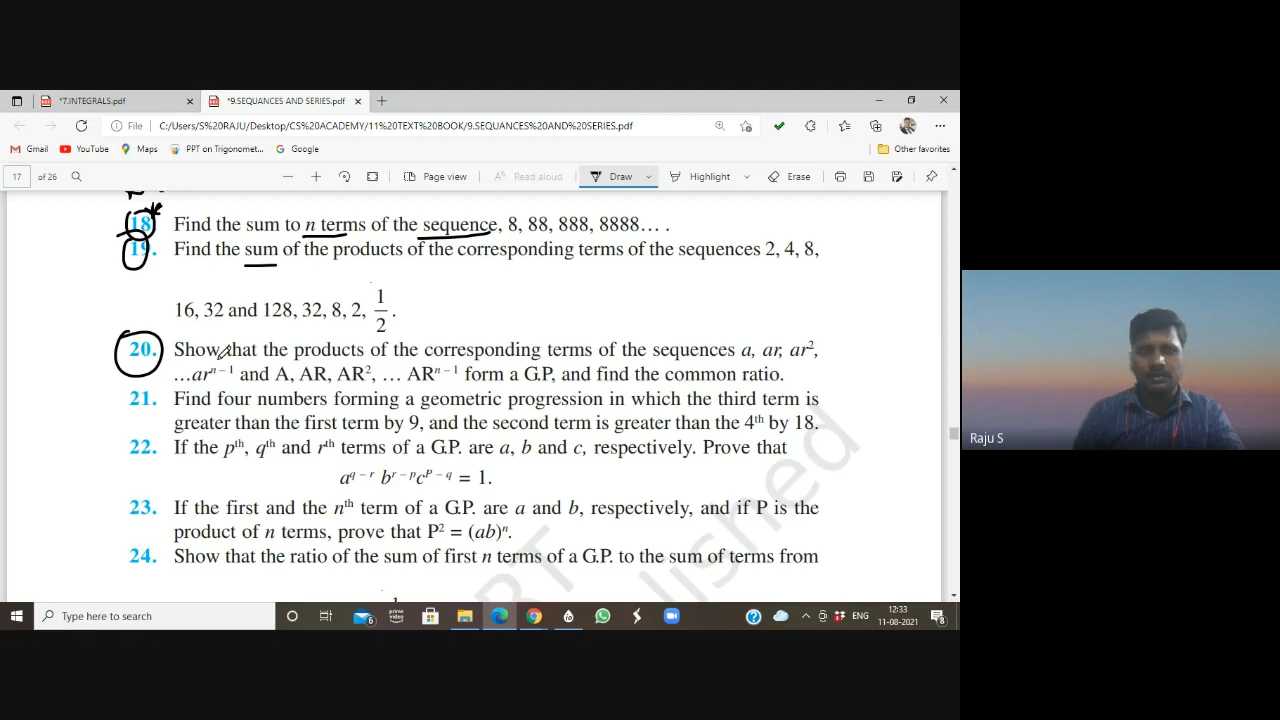 *7.INTEGRALS.pdf
*9.SEQUANCES AND SERIES.pdf
File C:/Users/S%20RAJU/Desktop/CS%20ACADEMY/11%20TEXT%20BOOK/9.SEQUANCES%20AND%20SERIES.pdf
Gmail YouTube Maps PPT on Trigonomet... Google Other favorites
17 of 26 Page view Read aloud Draw Highlight Erase
18. Find the sum to n terms of the sequence, 8, 88, 888, 8888… .
19. Find the sum of the products of the corresponding terms of the sequences 2, 4, 8,
16, 32 and 128, 32, 8, 2, 1/2.
20. Show that the products of the corresponding terms of the sequences a, ar, ar²,
…arⁿ⁻¹ and A, AR, AR², … ARⁿ⁻¹ form a G.P, and find the common ratio.
21. Find four numbers forming a geometric progression in which the third term is
greater than the first term by 9, and the second term is greater than the 4th by 18.
22. If the pth, qth and rth terms of a G.P. are a, b and c, respectively. Prove that
a^(q – r) b^(r – p) c^(P – q) = 1.
23. If the first and the nth term of a G.P. are a and b, respectively, and if P is the
product of n terms, prove that P² = (ab)ⁿ.
24. Show that the ratio of the sum of first n terms of a G.P. to the sum of terms from
Raju S
Type here to search
prime video
6
ENG
12:33
11-08-2021
8